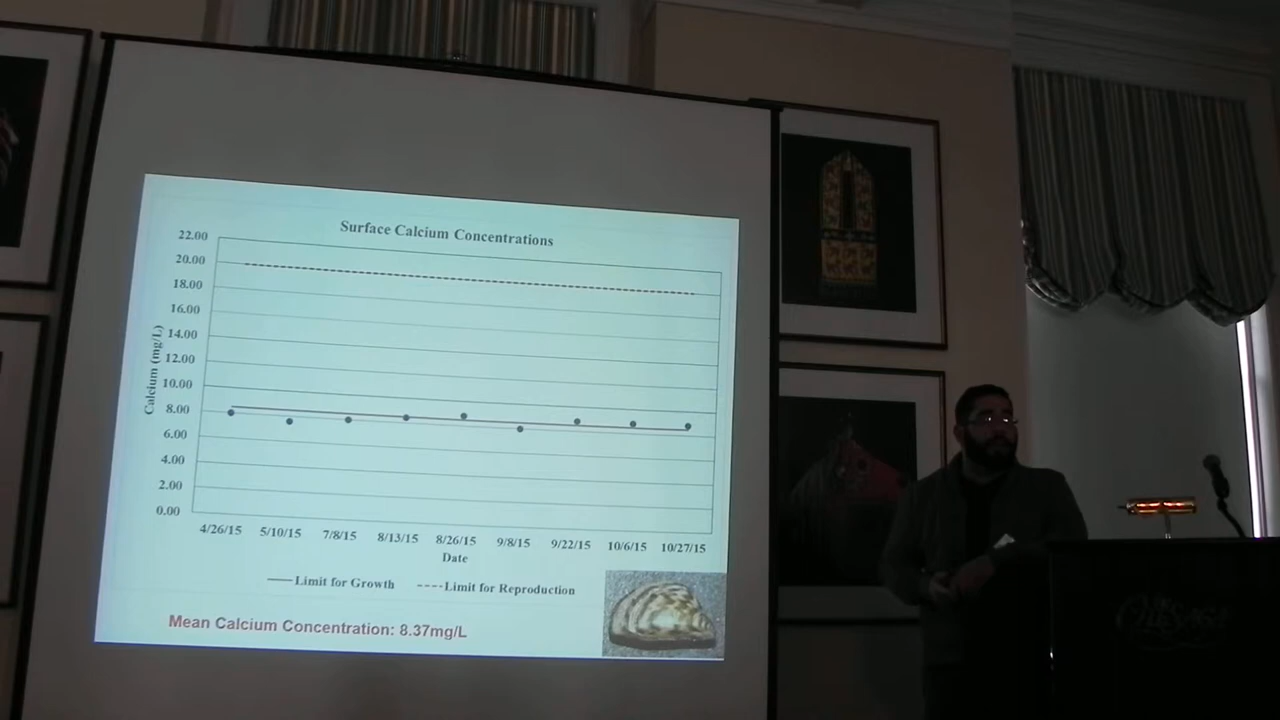 Surface Calcium Concentrations
22.00
20.00
18.00
16.00
14.00
12.00
10.00
8.00
6.00
4.00
2.00
0.00
Calcium (mg/L)
4/26/15 5/10/15 7/8/15 8/13/15 8/26/15 9/8/15 9/22/15 10/6/15 10/27/15
Date
Limit for Growth Limit for Reproduction
Mean Calcium Concentration: 8.37mg/L